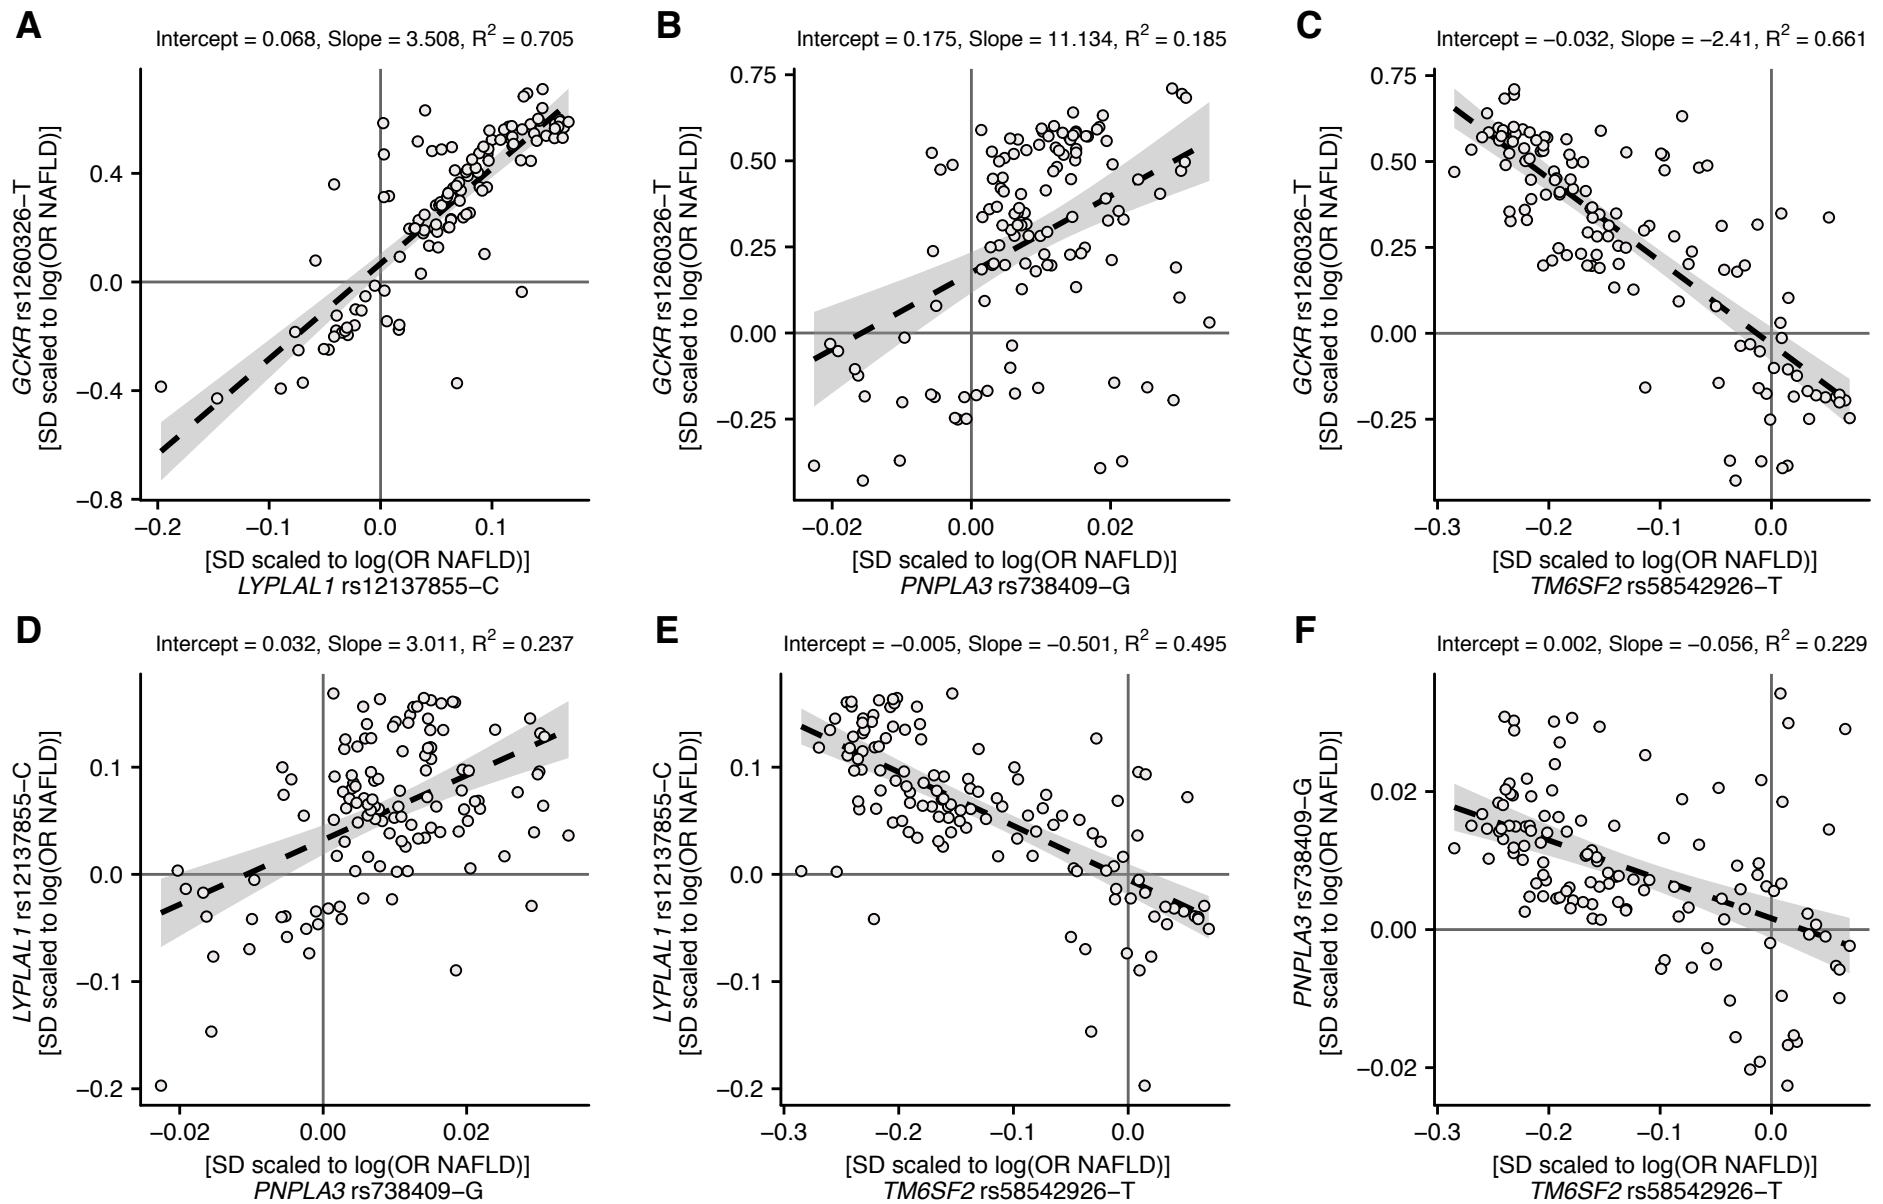 A
Intercept = 0.068, Slope = 3.508, R² = 0.705
GCKR rs1260326−T
[SD scaled to log(OR NAFLD)]
0.4
0.0
−0.4
−0.8
−0.2 −0.1 0.0 0.1
[SD scaled to log(OR NAFLD)]
LYPLAL1 rs12137855−C
B
Intercept = 0.175, Slope = 11.134, R² = 0.185
GCKR rs1260326−T
[SD scaled to log(OR NAFLD)]
0.75
0.50
0.25
0.00
−0.25
−0.02 0.00 0.02
[SD scaled to log(OR NAFLD)]
PNPLA3 rs738409−G
C
Intercept = −0.032, Slope = −2.41, R² = 0.661
GCKR rs1260326−T
[SD scaled to log(OR NAFLD)]
0.75
0.50
0.25
0.00
−0.25
−0.3 −0.2 −0.1 0.0
[SD scaled to log(OR NAFLD)]
TM6SF2 rs58542926−T
D
Intercept = 0.032, Slope = 3.011, R² = 0.237
LYPLAL1 rs12137855−C
[SD scaled to log(OR NAFLD)]
0.1
0.0
−0.1
−0.2
−0.02 0.00 0.02
[SD scaled to log(OR NAFLD)]
PNPLA3 rs738409−G
E
Intercept = −0.005, Slope = −0.501, R² = 0.495
LYPLAL1 rs12137855−C
[SD scaled to log(OR NAFLD)]
0.1
0.0
−0.1
−0.2
−0.3 −0.2 −0.1 0.0
[SD scaled to log(OR NAFLD)]
TM6SF2 rs58542926−T
F
Intercept = 0.002, Slope = −0.056, R² = 0.229
PNPLA3 rs738409−G
[SD scaled to log(OR NAFLD)]
0.02
0.00
−0.02
−0.3 −0.2 −0.1 0.0
[SD scaled to log(OR NAFLD)]
TM6SF2 rs58542926−T